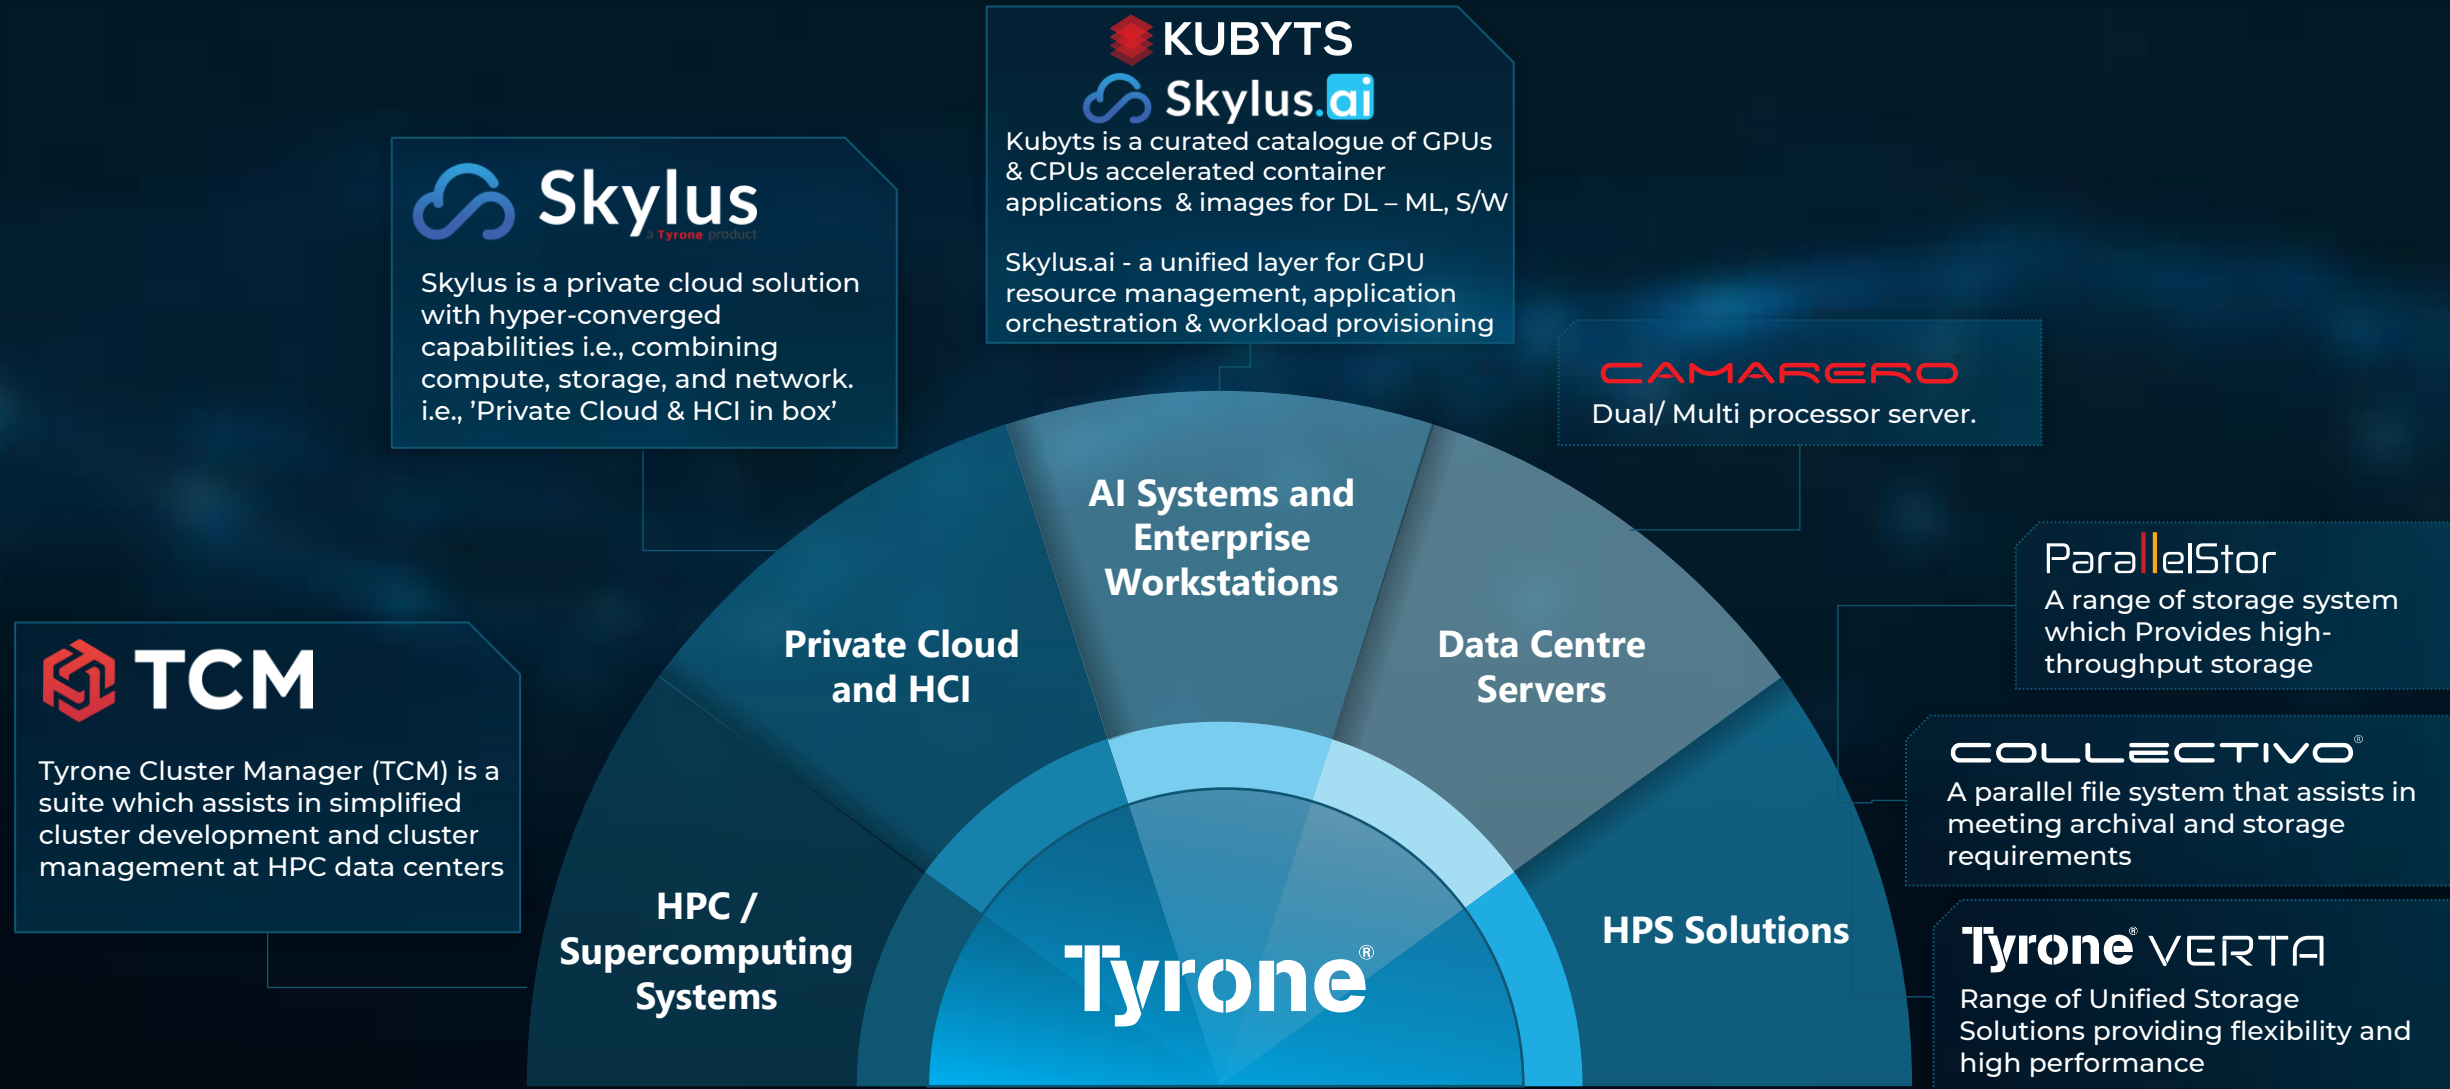 KUBYTS
Skylus.ai
Kubyts is a curated catalogue of GPUs
& CPUs accelerated container
applications & images for DL – ML, S/W
Skylus.ai - a unified layer for GPU
resource management, application
orchestration & workload provisioning
Skylus
a Tyrone product
Skylus is a private cloud solution
with hyper-converged
capabilities i.e., combining
compute, storage, and network.
i.e., ’Private Cloud & HCI in box’
CAMARERO
Dual/ Multi processor server.
ParallelStor
A range of storage system
which Provides high-
throughput storage
COLLECTIVO®
A parallel file system that assists in
meeting archival and storage
requirements
Tyrone® VERTA
Range of Unified Storage
Solutions providing flexibility and
high performance
TCM
Tyrone Cluster Manager (TCM) is a
suite which assists in simplified
cluster development and cluster
management at HPC data centers
HPC /
Supercomputing
Systems
Private Cloud
and HCI
AI Systems and
Enterprise
Workstations
Data Centre
Servers
HPS Solutions
Tyrone®